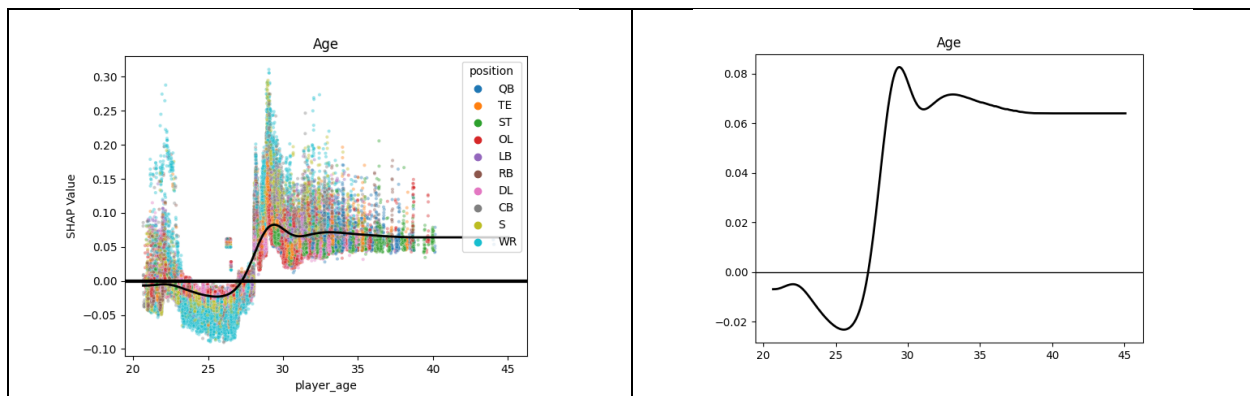 Age
0.30
0.25
0.20
0.15
0.10
0.05
0.00
−0.05
−0.10
SHAP Value
20 25 30 35 40 45
player_age
position
QB
TE
ST
OL
LB
RB
DL
CB
S
WR
Age
0.08
0.06
0.04
0.02
0.00
−0.02
20 25 30 35 40 45